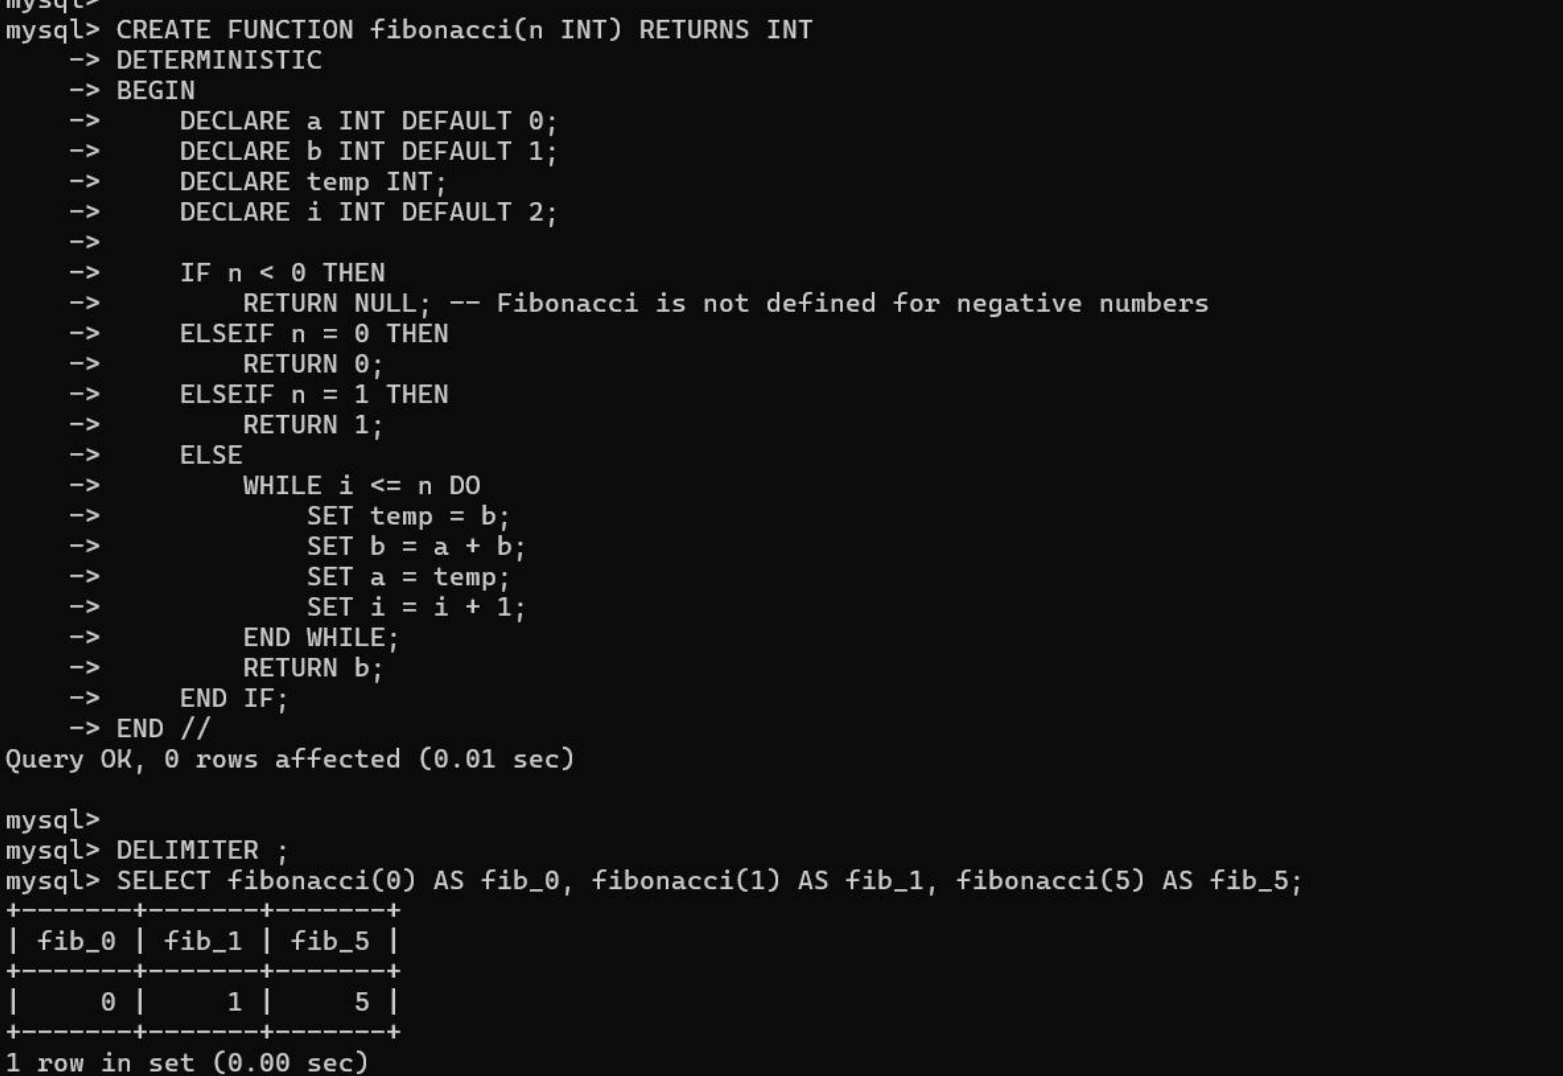 mysql>
mysql> CREATE FUNCTION fibonacci(n INT) RETURNS INT
    -> DETERMINISTIC
    -> BEGIN
    ->     DECLARE a INT DEFAULT 0;
    ->     DECLARE b INT DEFAULT 1;
    ->     DECLARE temp INT;
    ->     DECLARE i INT DEFAULT 2;
    ->
    ->     IF n < 0 THEN
    ->         RETURN NULL; -- Fibonacci is not defined for negative numbers
    ->     ELSEIF n = 0 THEN
    ->         RETURN 0;
    ->     ELSEIF n = 1 THEN
    ->         RETURN 1;
    ->     ELSE
    ->         WHILE i <= n DO
    ->             SET temp = b;
    ->             SET b = a + b;
    ->             SET a = temp;
    ->             SET i = i + 1;
    ->         END WHILE;
    ->         RETURN b;
    ->     END IF;
    -> END //
Query OK, 0 rows affected (0.01 sec)

mysql>
mysql> DELIMITER ;
mysql> SELECT fibonacci(0) AS fib_0, fibonacci(1) AS fib_1, fibonacci(5) AS fib_5;
+-------+-------+-------+
| fib_0 | fib_1 | fib_5 |
+-------+-------+-------+
|     0 |     1 |     5 |
+-------+-------+-------+
1 row in set (0.00 sec)